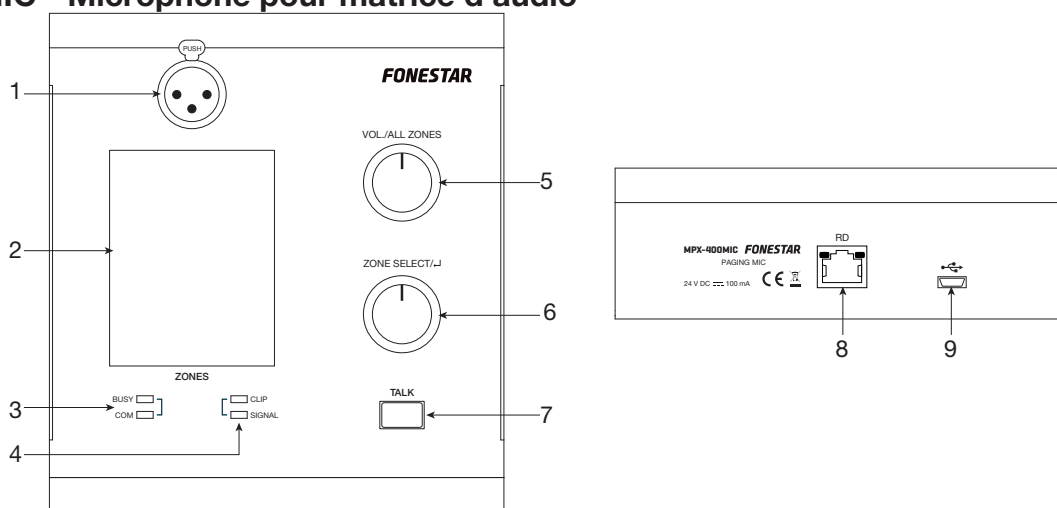 Microphone pour matrice d'audio
PUSH
FONESTAR
1
VOL./ALL ZONES
5
2
ZONE SELECT/↵
6
ZONES
BUSY
COM
CLIP
SIGNAL
TALK
3
4
7
MPX-400MIC FONESTAR
PAGING MIC
24 V DC ⎓ 100 mA CE
RD
8
9